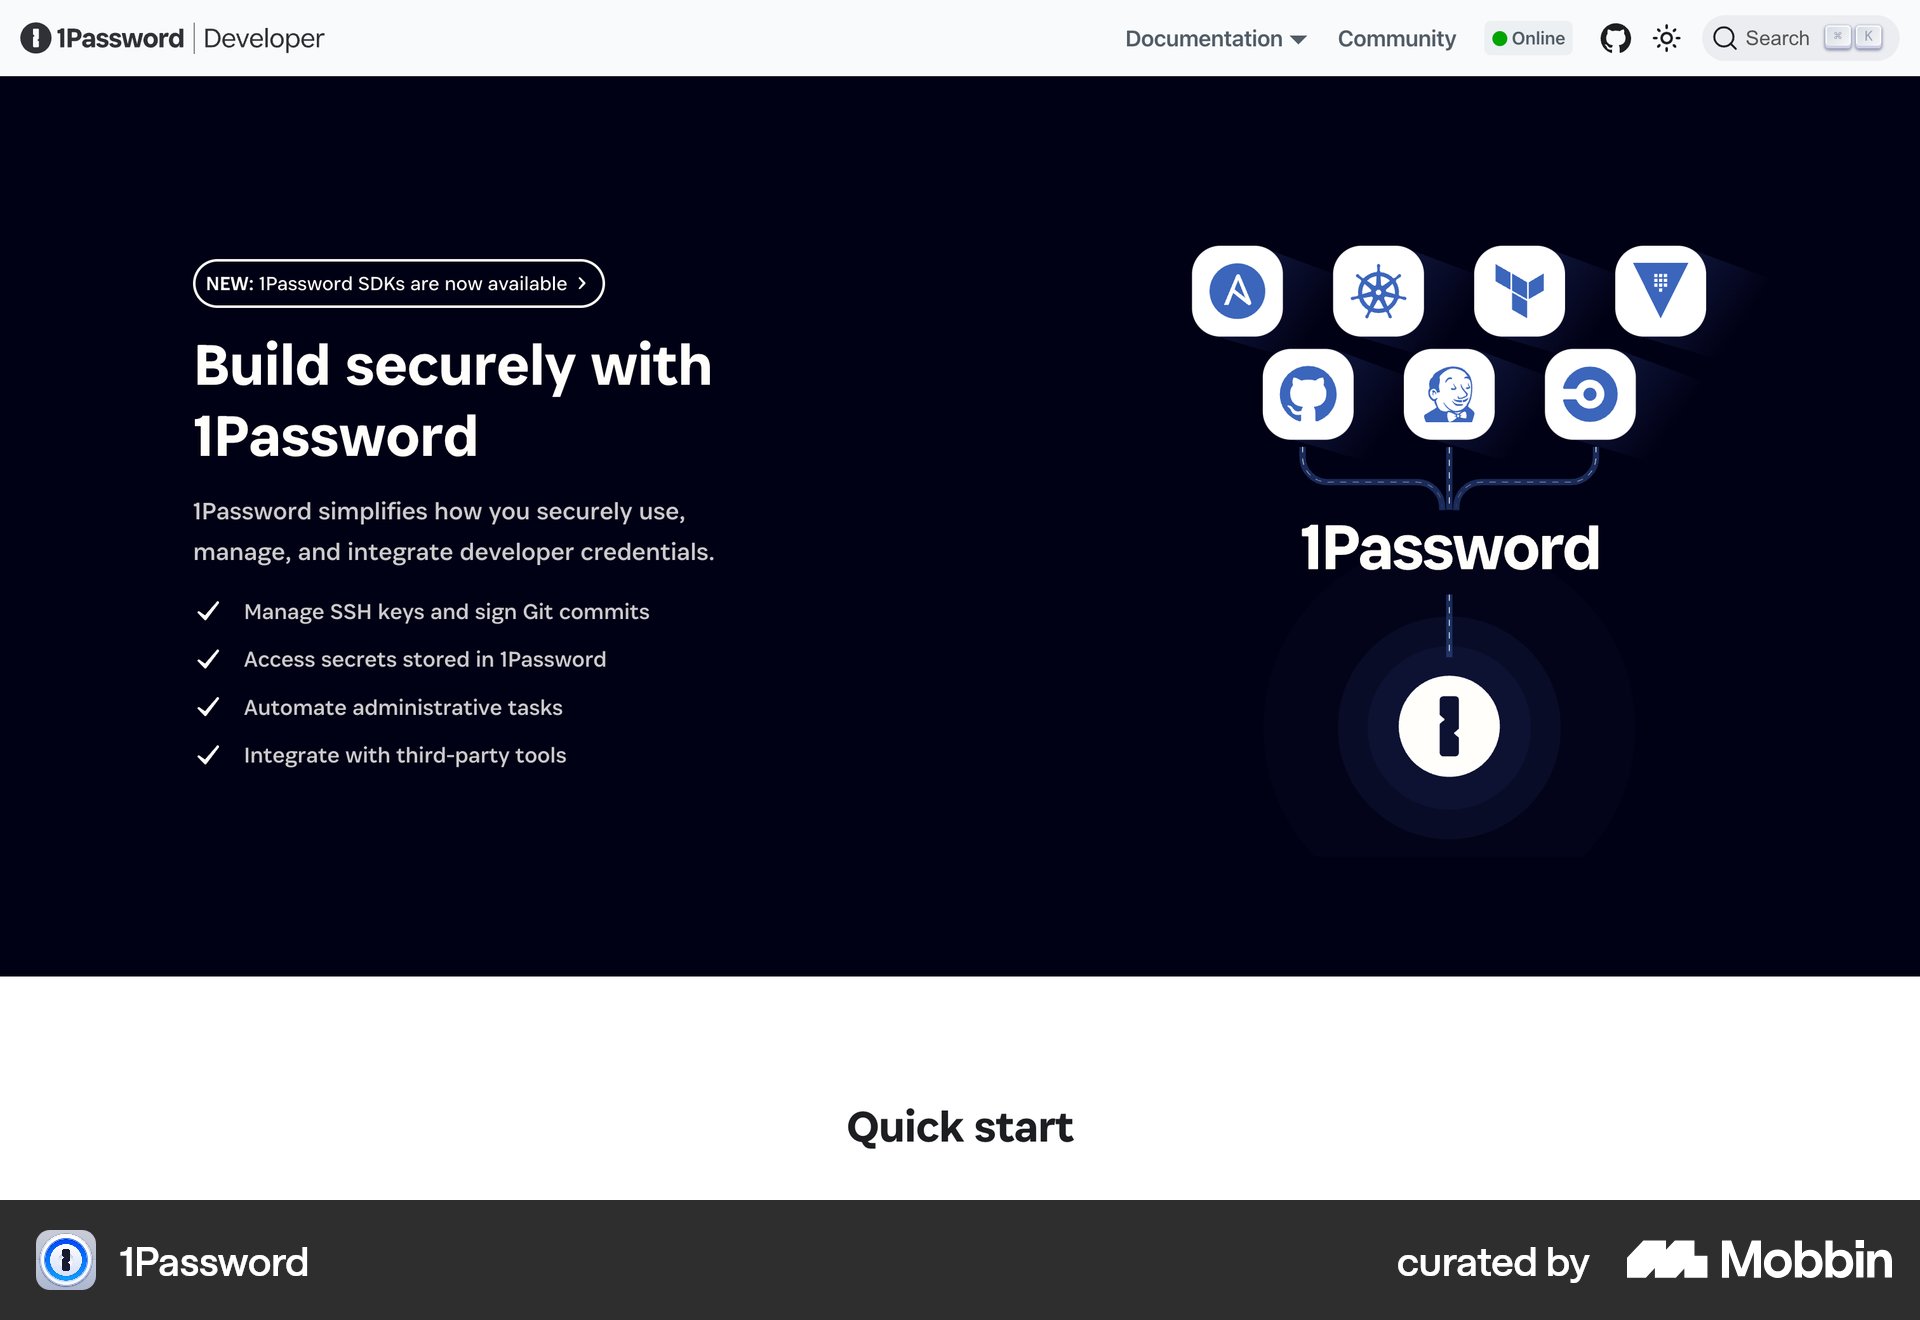 1Password Developer
Documentation
Community
Online
Search ⌘ K
NEW: 1Password SDKs are now available
Build securely with
1Password
1Password simplifies how you securely use,
manage, and integrate developer credentials.
Manage SSH keys and sign Git commits
Access secrets stored in 1Password
Automate administrative tasks
Integrate with third-party tools
1Password
Quick start
1Password
curated by Mobbin